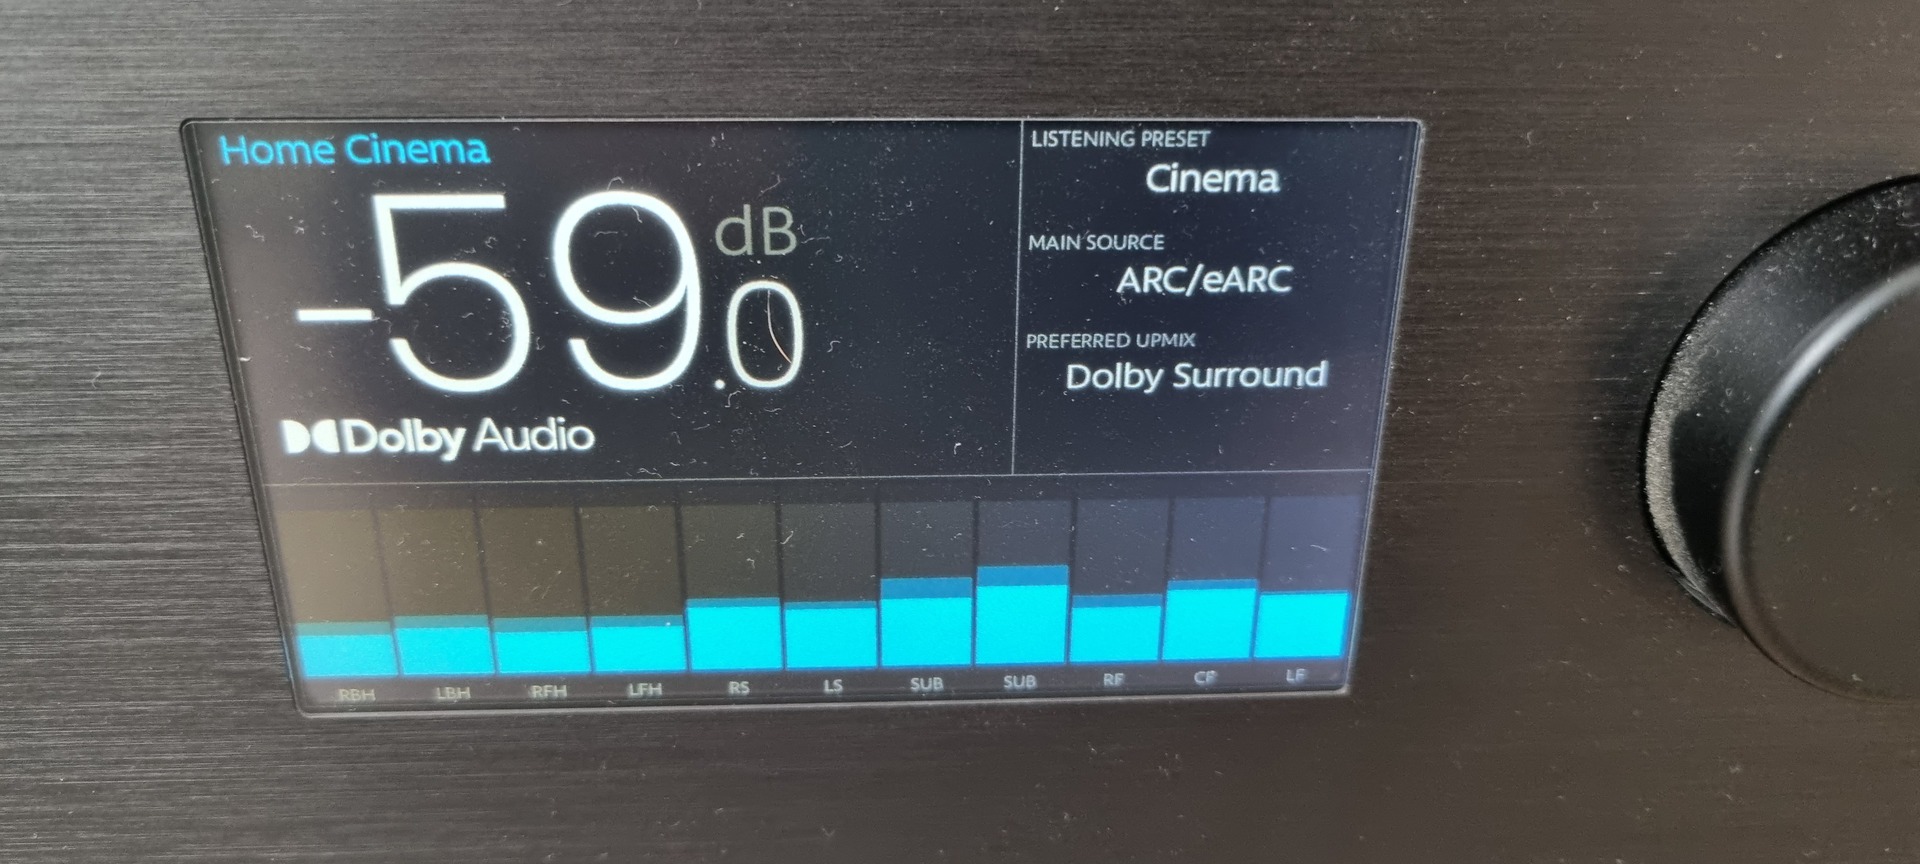 Home Cinema
-59.0 dB
Dolby Audio
LISTENING PRESET
Cinema
MAIN SOURCE
ARC/eARC
PREFERRED UPMIX
Dolby Surround
RBH LBH RFH LFH RS LS SUB SUB RF CF LF